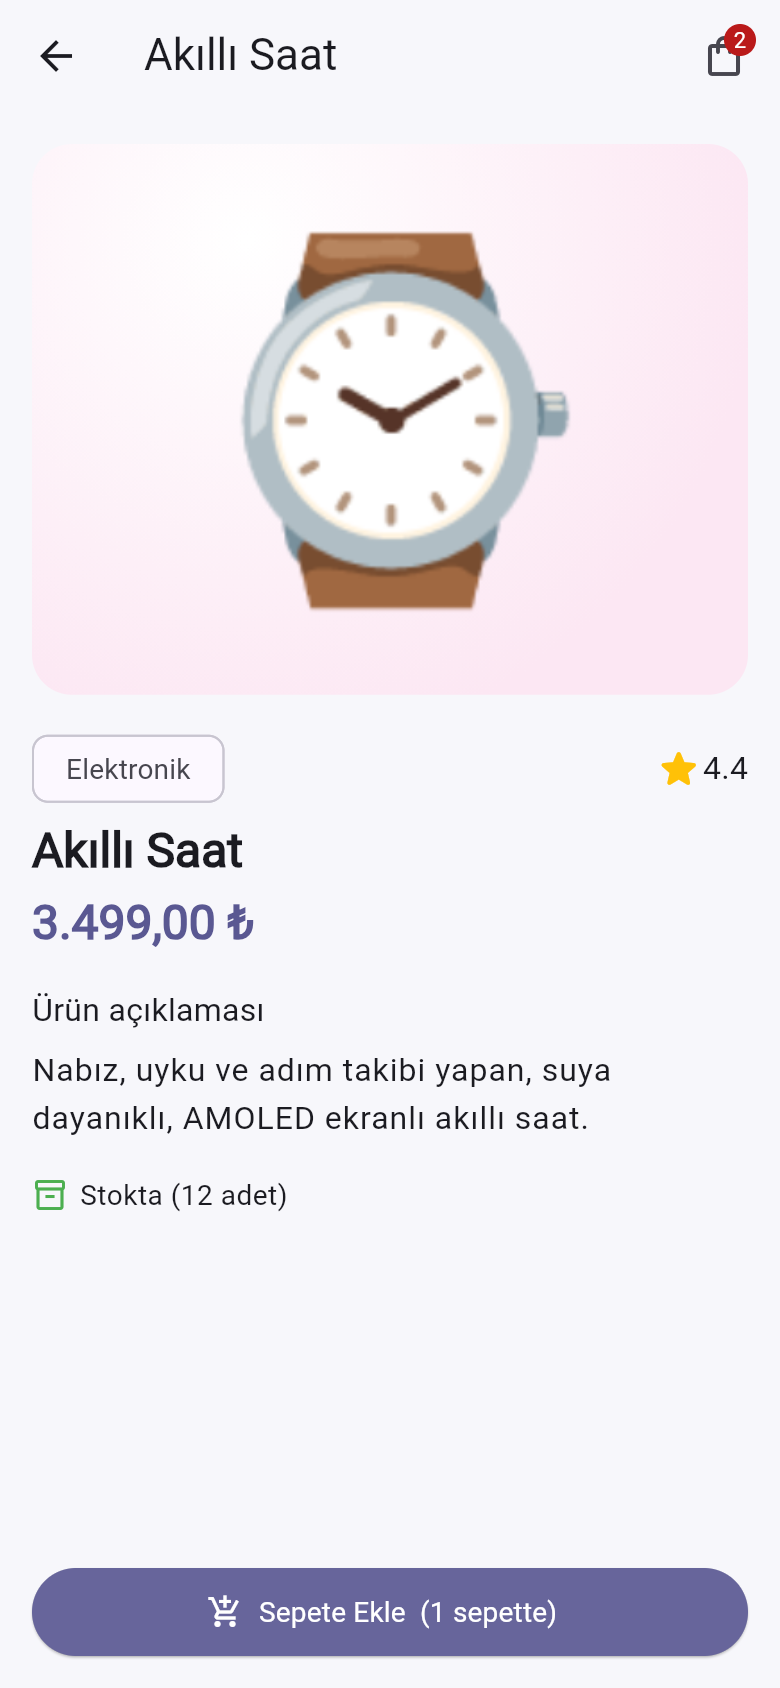 Akıllı Saat
2
Elektronik
4.4
Akıllı Saat
3.499,00 ₺
Ürün açıklaması
Nabız, uyku ve adım takibi yapan, suya
dayanıklı, AMOLED ekranlı akıllı saat.
Stokta (12 adet)
Sepete Ekle (1 sepette)